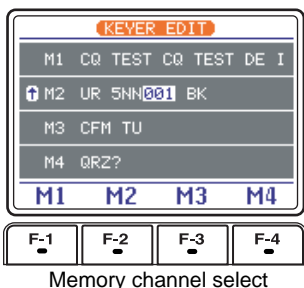 KEYER EDIT
M1 CQ TEST CQ TEST DE I
↑ M2 UR 5NN001 BK
M3 CFM TU
M4 QRZ?
M1 M2 M3 M4
F-1 F-2 F-3 F-4
Memory channel select